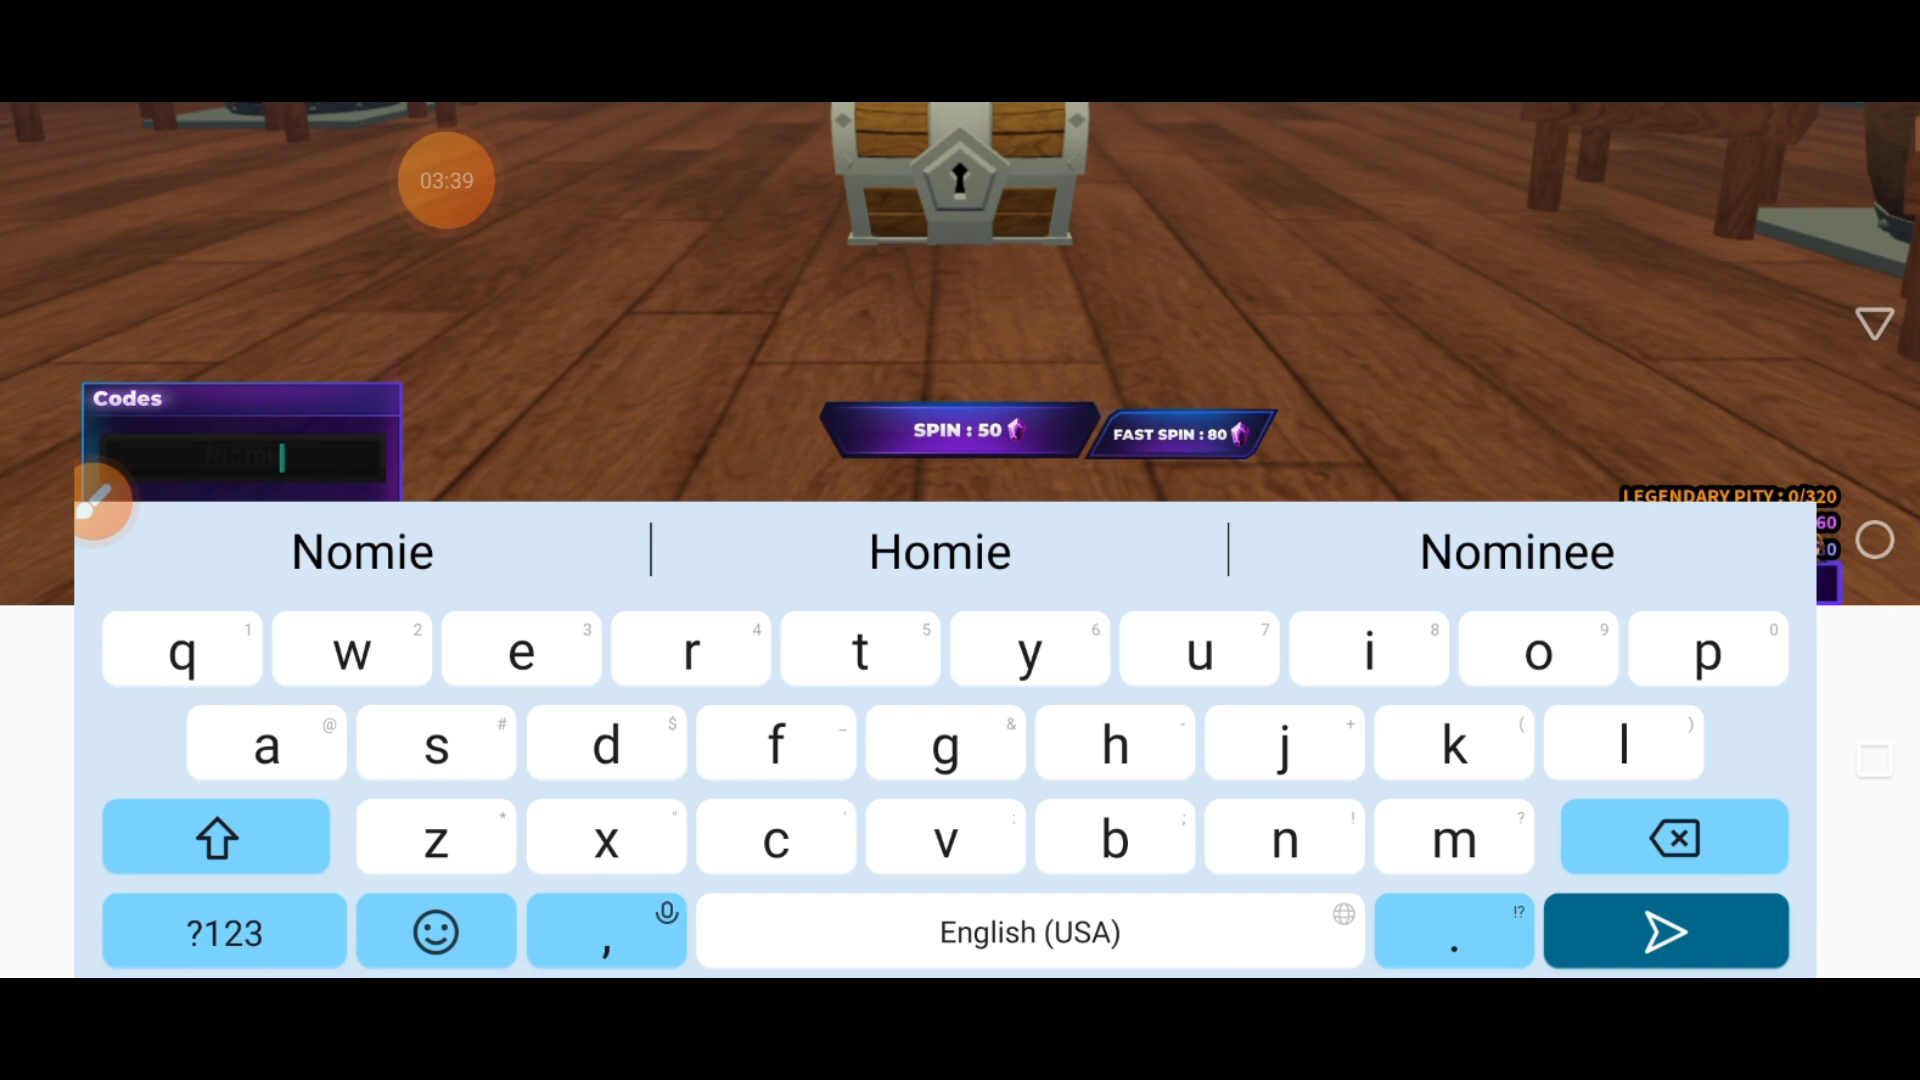 03:39
Codes
SPIN : 50
FAST SPIN : 80
LEGENDARY PITY : 0/320
60
Nomie
Homie
Nominee
q 1 w 2 e 3 r 4 t 5 y 6 u 7 i 8 o 9 p 0
a @ s # d $ f _ g & h - j + k ( l )
z * x " c ' v : b ; n ! m ?
?123
,
English (USA)
. !?